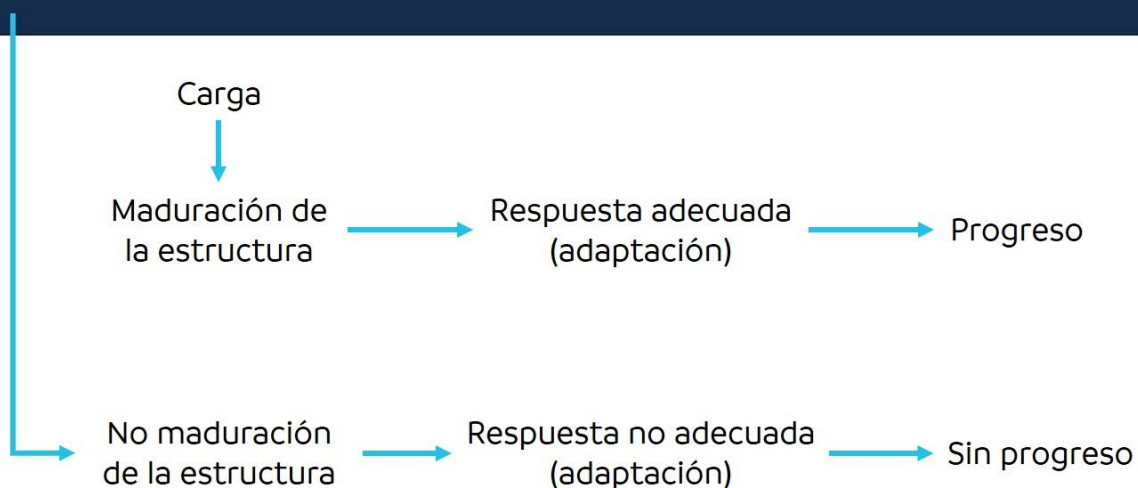 Carga
Maduración de
la estructura
Respuesta adecuada
(adaptación)
Progreso
No maduración
de la estructura
Respuesta no adecuada
(adaptación)
Sin progreso